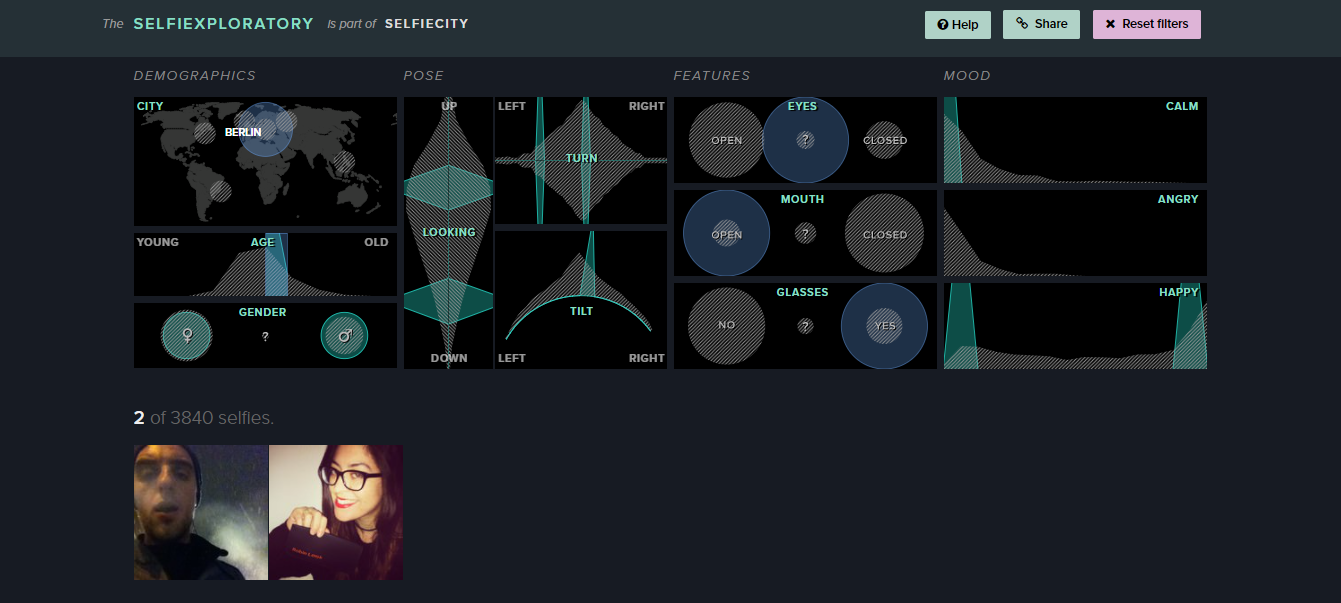 The SELFIEXPLORATORY Is part of SELFIECITY
Help
Share
Reset filters
DEMOGRAPHICS
POSE
FEATURES
MOOD
CITY
BERLIN
YOUNG
AGE
OLD
GENDER
?
UP
LOOKING
DOWN
LEFT
RIGHT
TURN
TILT
LEFT
RIGHT
EYES
OPEN
?
CLOSED
MOUTH
OPEN
?
CLOSED
GLASSES
NO
?
YES
CALM
ANGRY
HAPPY
2 of 3840 selfies.